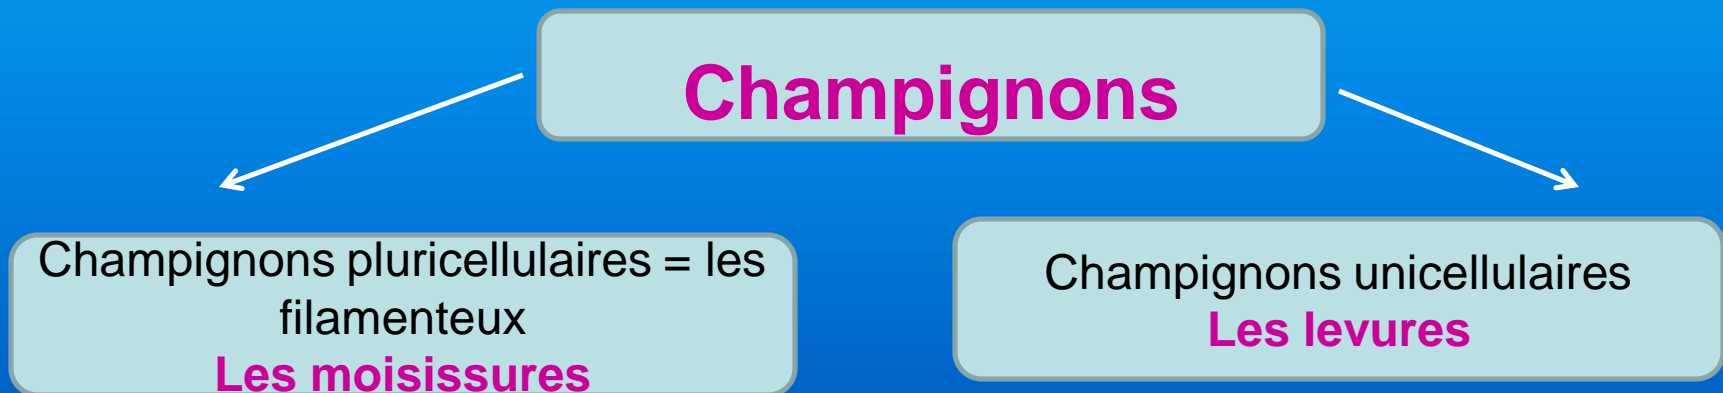 Champignons
Champignons pluricellulaires = les
filamenteux
Les moisissures
Champignons unicellulaires
Les levures